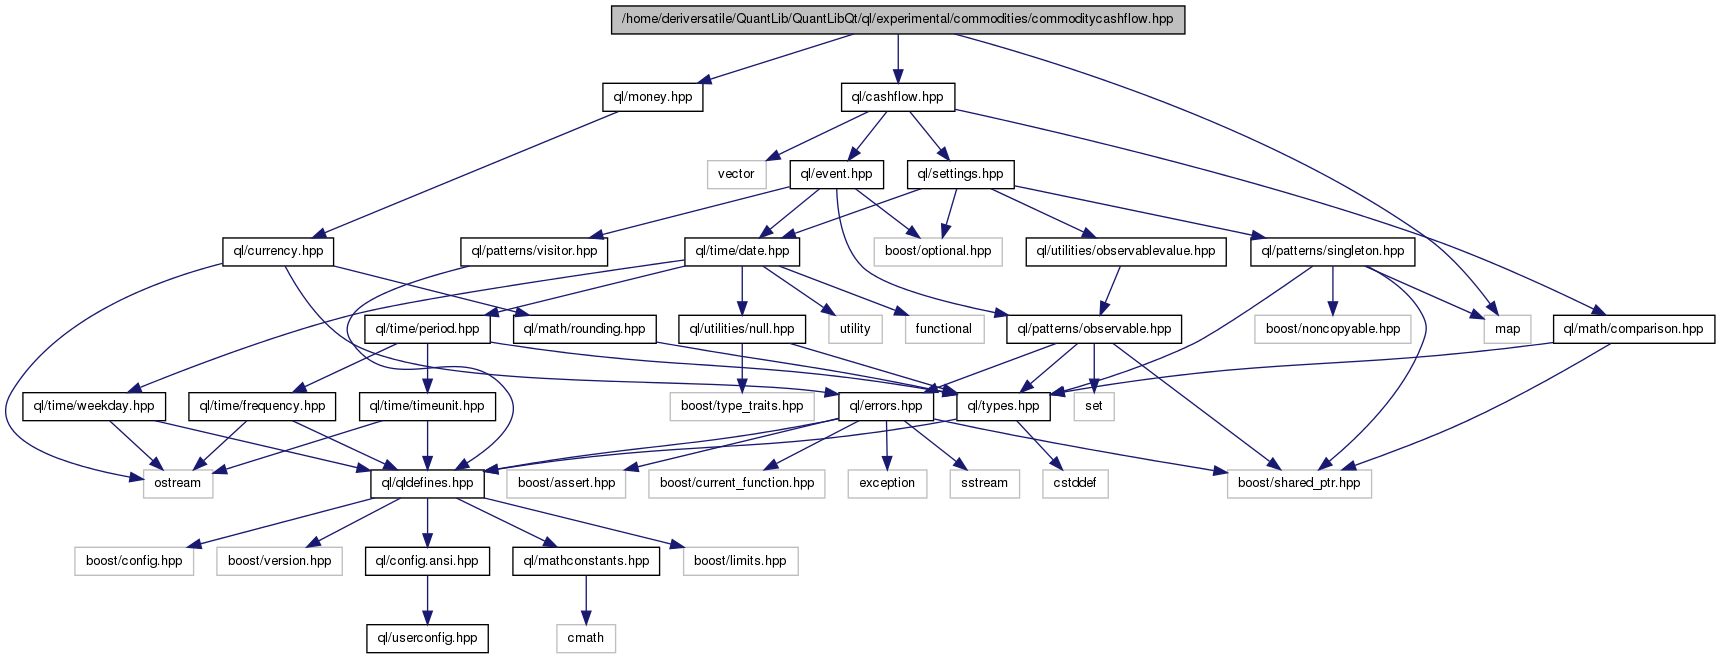 /home/deriversatile/QuantLib/QuantLibQt/ql/experimental/commodities/commoditycashflow.hpp
ql/money.hpp
ql/cashflow.hpp
vector
ql/event.hpp
ql/settings.hpp
ql/currency.hpp
ql/patterns/visitor.hpp
ql/time/date.hpp
boost/optional.hpp
ql/utilities/observablevalue.hpp
ql/patterns/singleton.hpp
ql/time/period.hpp
ql/math/rounding.hpp
ql/utilities/null.hpp
utility
functional
ql/patterns/observable.hpp
boost/noncopyable.hpp
map
ql/math/comparison.hpp
ql/time/weekday.hpp
ql/time/frequency.hpp
ql/time/timeunit.hpp
boost/type_traits.hpp
ql/errors.hpp
ql/types.hpp
set
ostream
ql/qldefines.hpp
boost/assert.hpp
boost/current_function.hpp
exception
sstream
cstddef
boost/shared_ptr.hpp
boost/config.hpp
boost/version.hpp
ql/config.ansi.hpp
ql/mathconstants.hpp
boost/limits.hpp
ql/userconfig.hpp
cmath